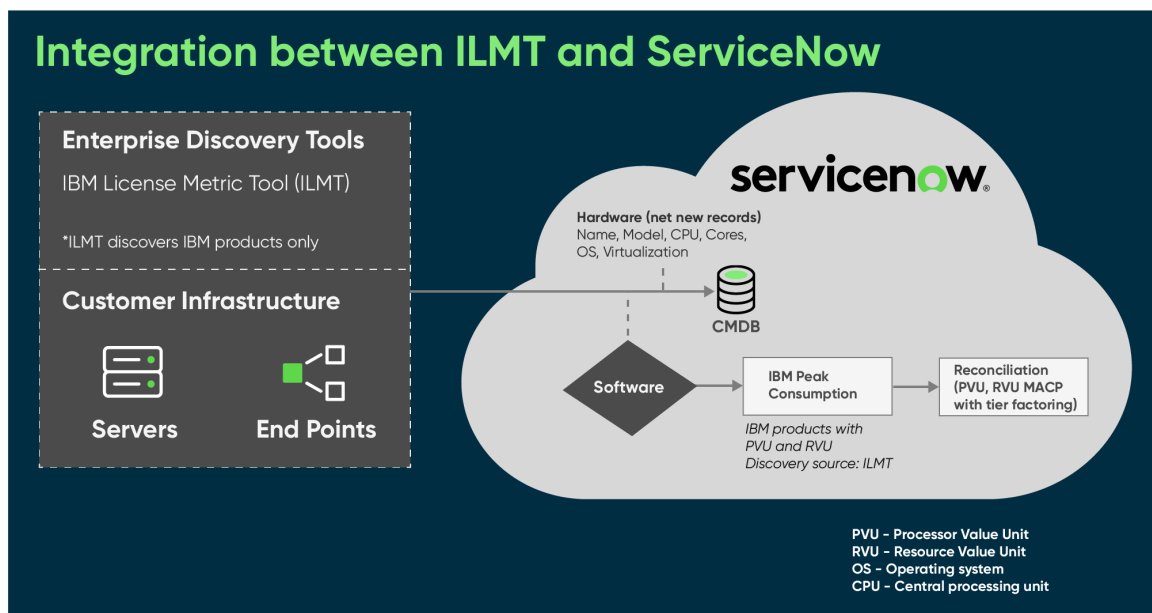 Integration between ILMT and ServiceNow
Enterprise Discovery Tools
IBM License Metric Tool (ILMT)
*ILMT discovers IBM products only
Customer Infrastructure
Servers
End Points
servicenow®
Hardware (net new records)
Name, Model, CPU, Cores,
OS, Virtualization
CMDB
Software
IBM Peak
Consumption
IBM products with
PVU and RVU
Discovery source: ILMT
Reconciliation
(PVU, RVU MACP
with tier factoring)
PVU - Processor Value Unit
RVU - Resource Value Unit
OS - Operating system
CPU - Central processing unit